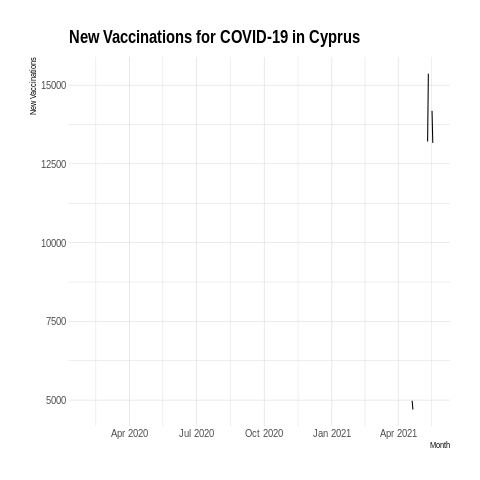 New Vaccinations for COVID-19 in Cyprus
New Vaccinations
15000
12500
10000
7500
5000
Apr 2020 Jul 2020 Oct 2020 Jan 2021 Apr 2021
Month